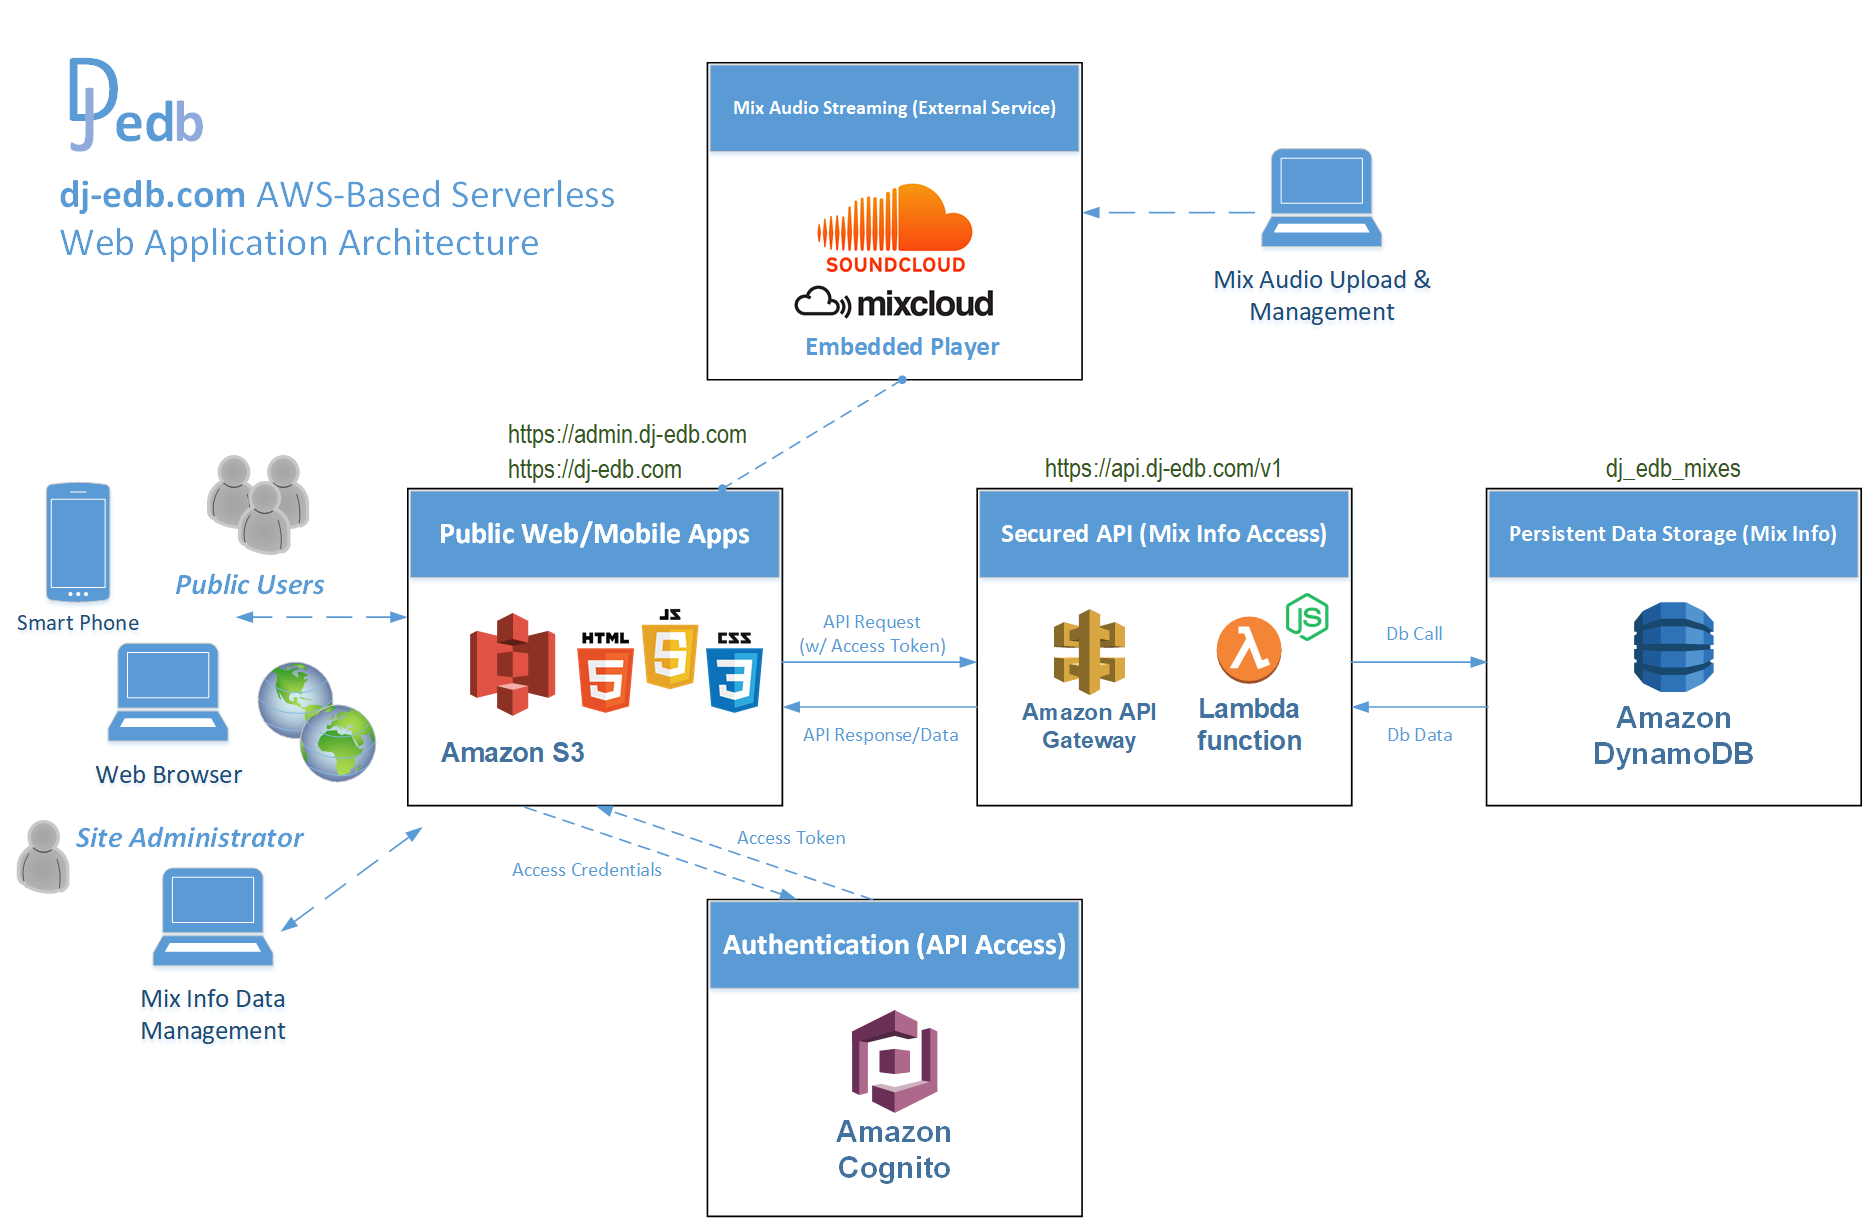 DJ edb
dj-edb.com AWS-Based Serverless
Web Application Architecture
Mix Audio Streaming (External Service)
SOUNDCLOUD
mixcloud
Embedded Player
Mix Audio Upload &
Management
https://admin.dj-edb.com
https://dj-edb.com
https://api.dj-edb.com/v1
dj_edb_mixes
Public Users
Smart Phone
Web Browser
Public Web/Mobile Apps
HTML
5
JS
5
CSS
3
Amazon S3
API Request
(w/ Access Token)
API Response/Data
Secured API (Mix Info Access)
JS
λ
Amazon API
Gateway
Lambda
function
Db Call
Db Data
Persistent Data Storage (Mix Info)
Amazon
DynamoDB
Site Administrator
Mix Info Data
Management
Access Token
Access Credentials
Authentication (API Access)
Amazon
Cognito